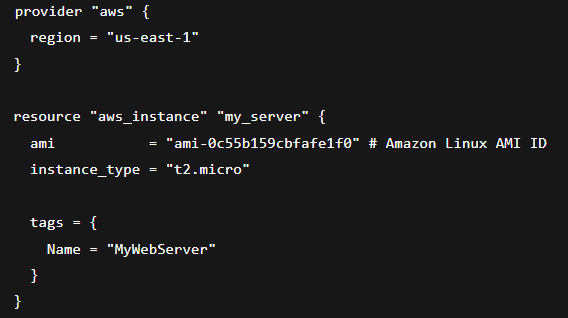 provider "aws" {
  region = "us-east-1"
}
resource "aws_instance" "my_server" {
  ami           = "ami-0c55b159cbfafe1f0" # Amazon Linux AMI ID
  instance_type = "t2.micro"
  tags = {
    Name = "MyWebServer"
  }
}